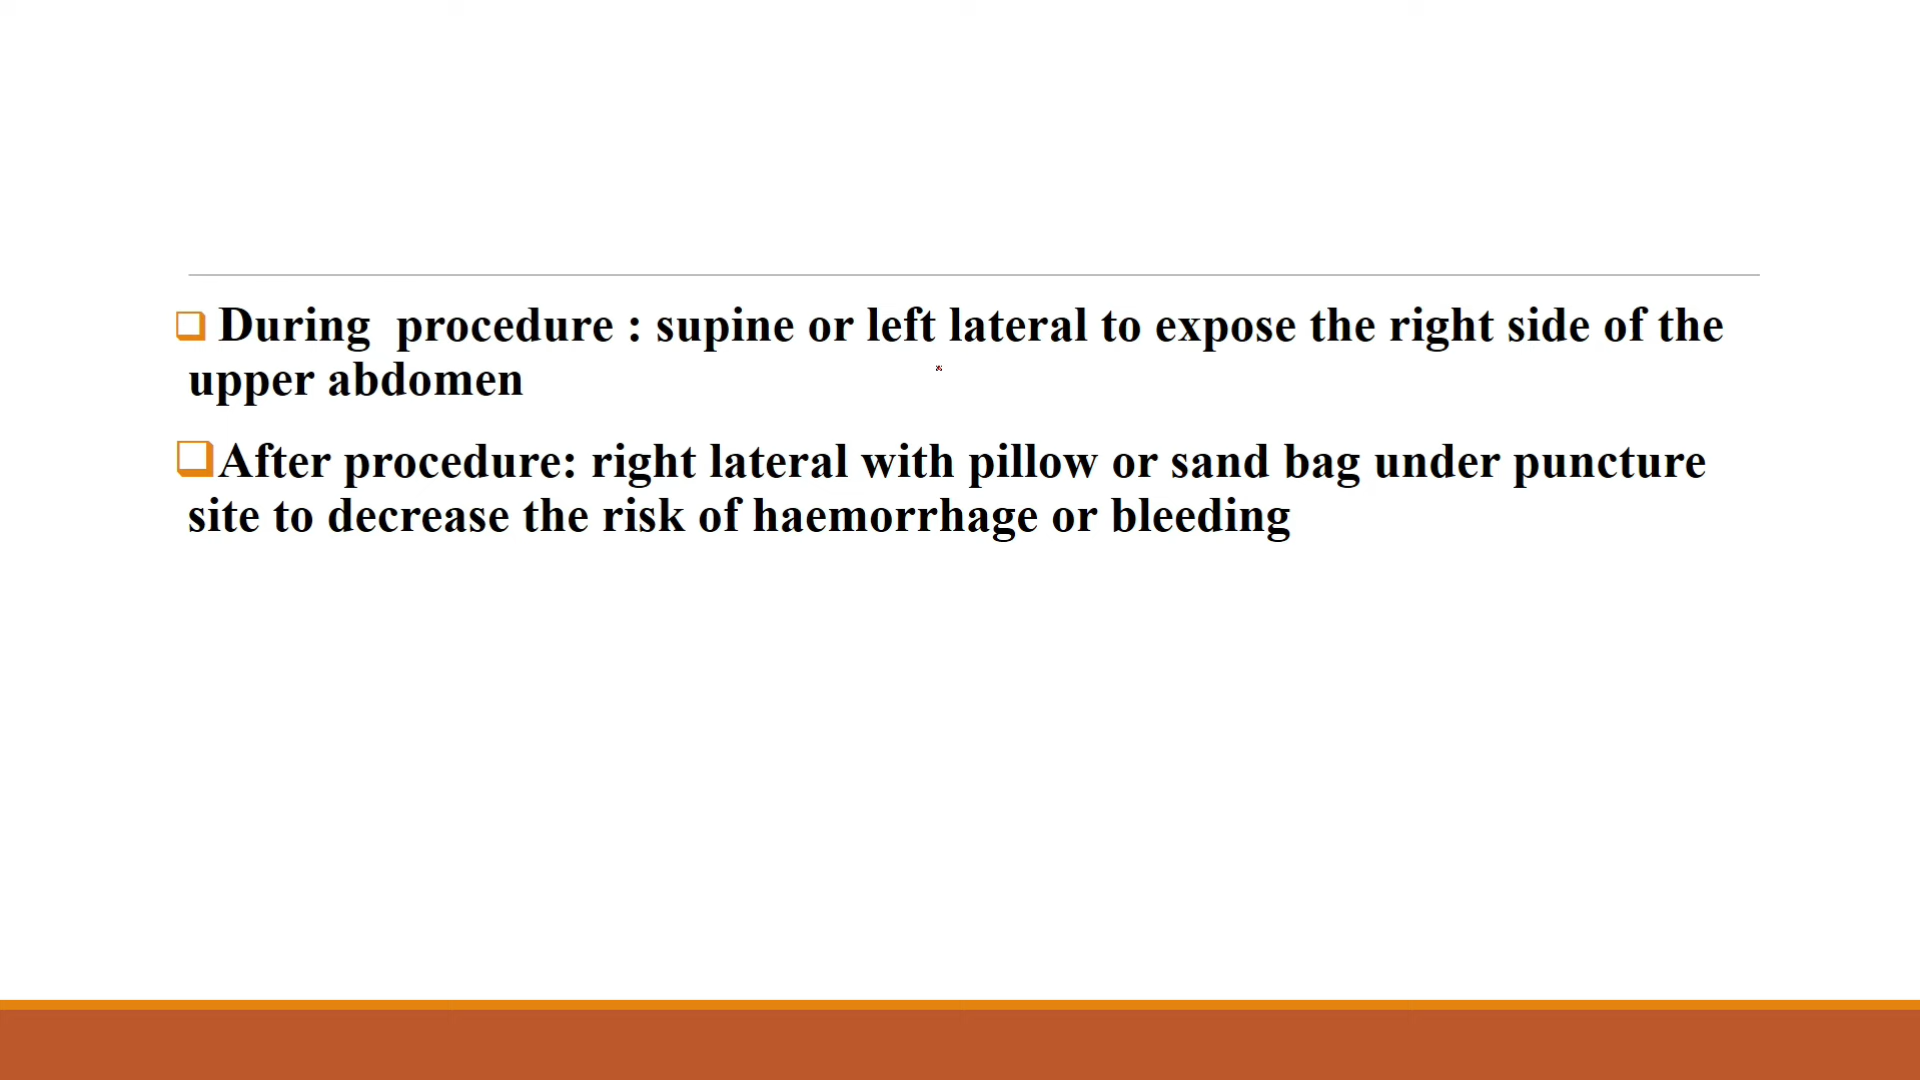 During  procedure : supine or left lateral to expose the right side of the
upper abdomen
After procedure: right lateral with pillow or sand bag under puncture
site to decrease the risk of haemorrhage or bleeding